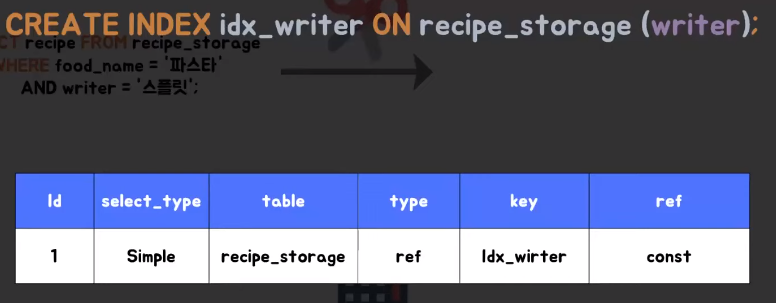 CREATE INDEX idx_writer ON recipe_storage (writer);
CT recipe FROM recipe_storage
WHERE food_name = '파스타'
AND writer = '스플릿';
Id select_type table type key ref
1 Simple recipe_storage ref Idx_wirter const